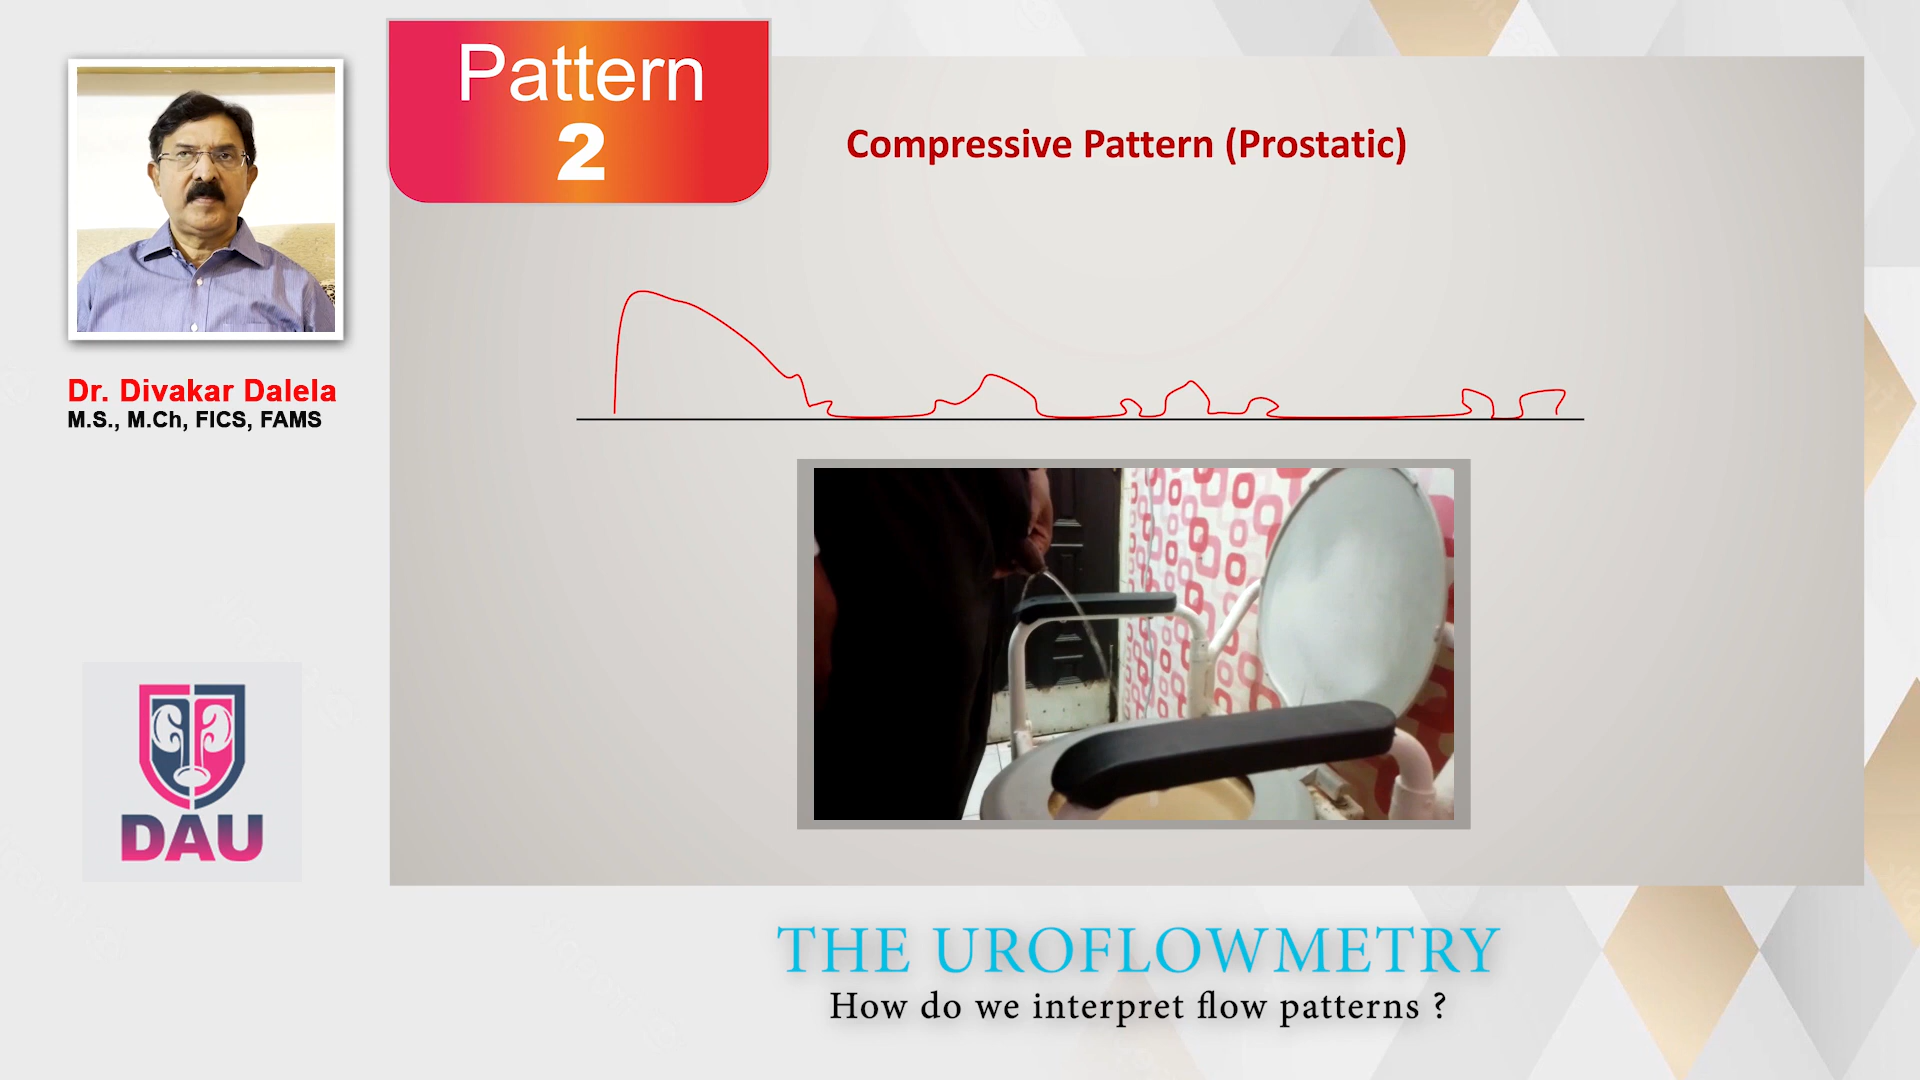 Pattern
2
Compressive Pattern (Prostatic)
Dr. Divakar Dalela
M.S., M.Ch, FICS, FAMS
DAU
THE UROFLOWMETRY
How do we interpret flow patterns ?